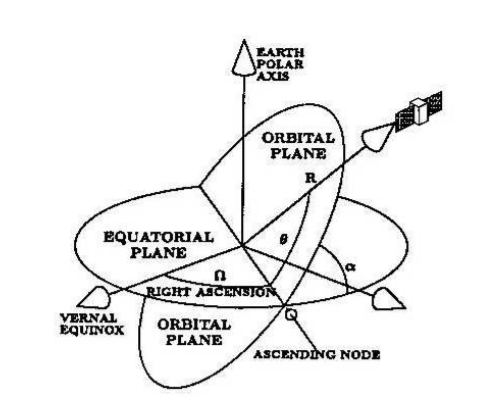 EARTH
POLAR
AXIS
ORBITAL
PLANE
R
EQUATORIAL
PLANE
θ
Ω
α
RIGHT ASCENSION
VERNAL
EQUINOX
ORBITAL
PLANE
ASCENDING NODE